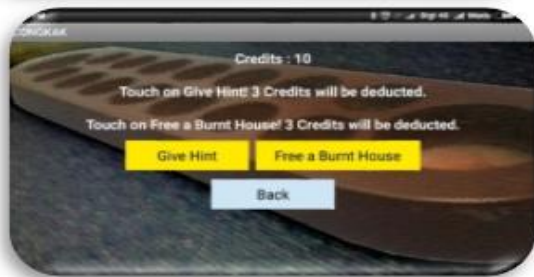 CONGKAK
Credits : 10
Touch on Give Hint! 3 Credits will be deducted.
Touch on Free a Burnt House! 3 Credits will be deducted.
Give Hint Free a Burnt House
Back